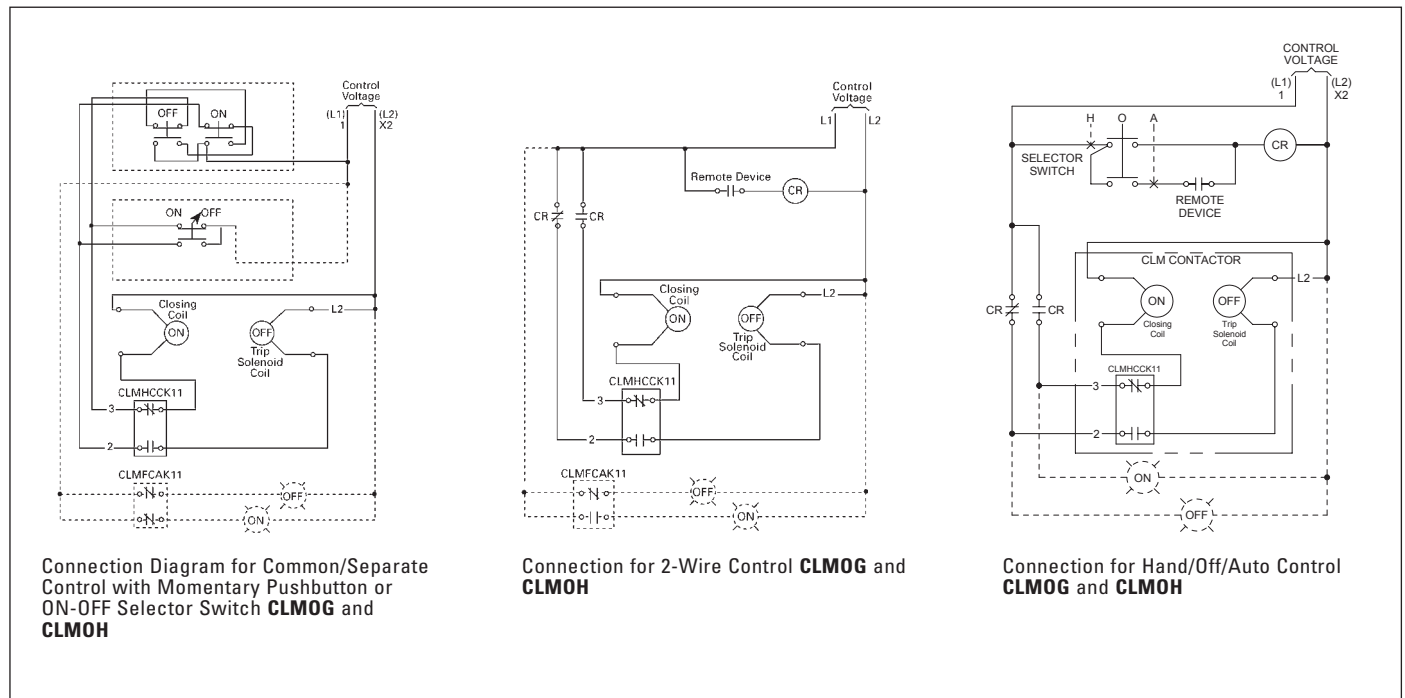 Control
Voltage
(L1) (L2)
1 X2
OFF ON
ON OFF
Closing
Coil
ON
L2
OFF
Trip
Solenoid
Coil
CLMHCCK11
3
2
CLMFCAK11
OFF
ON
Connection Diagram for Common/Separate
Control with Momentary Pushbutton or
ON-OFF Selector Switch CLMOG and
CLMOH
Control
Voltage
L1 L2
Remote Device
CR
CR CR
Closing
Coil
ON
L2
OFF
Trip
Solenoid
Coil
CLMHCCK11
3
2
CLMFCAK11
OFF
ON
Connection for 2-Wire Control CLMOG and
CLMOH
CONTROL
VOLTAGE
(L1) (L2)
1 X2
H O A
CR
SELECTOR
SWITCH
REMOTE
DEVICE
CLM CONTACTOR
L2
ON
Closing
Coil
OFF
Trip
Solenoid
Coil
CR CR
CLMHCCK11
3
2
ON
OFF
Connection for Hand/Off/Auto Control
CLMOG and CLMOH